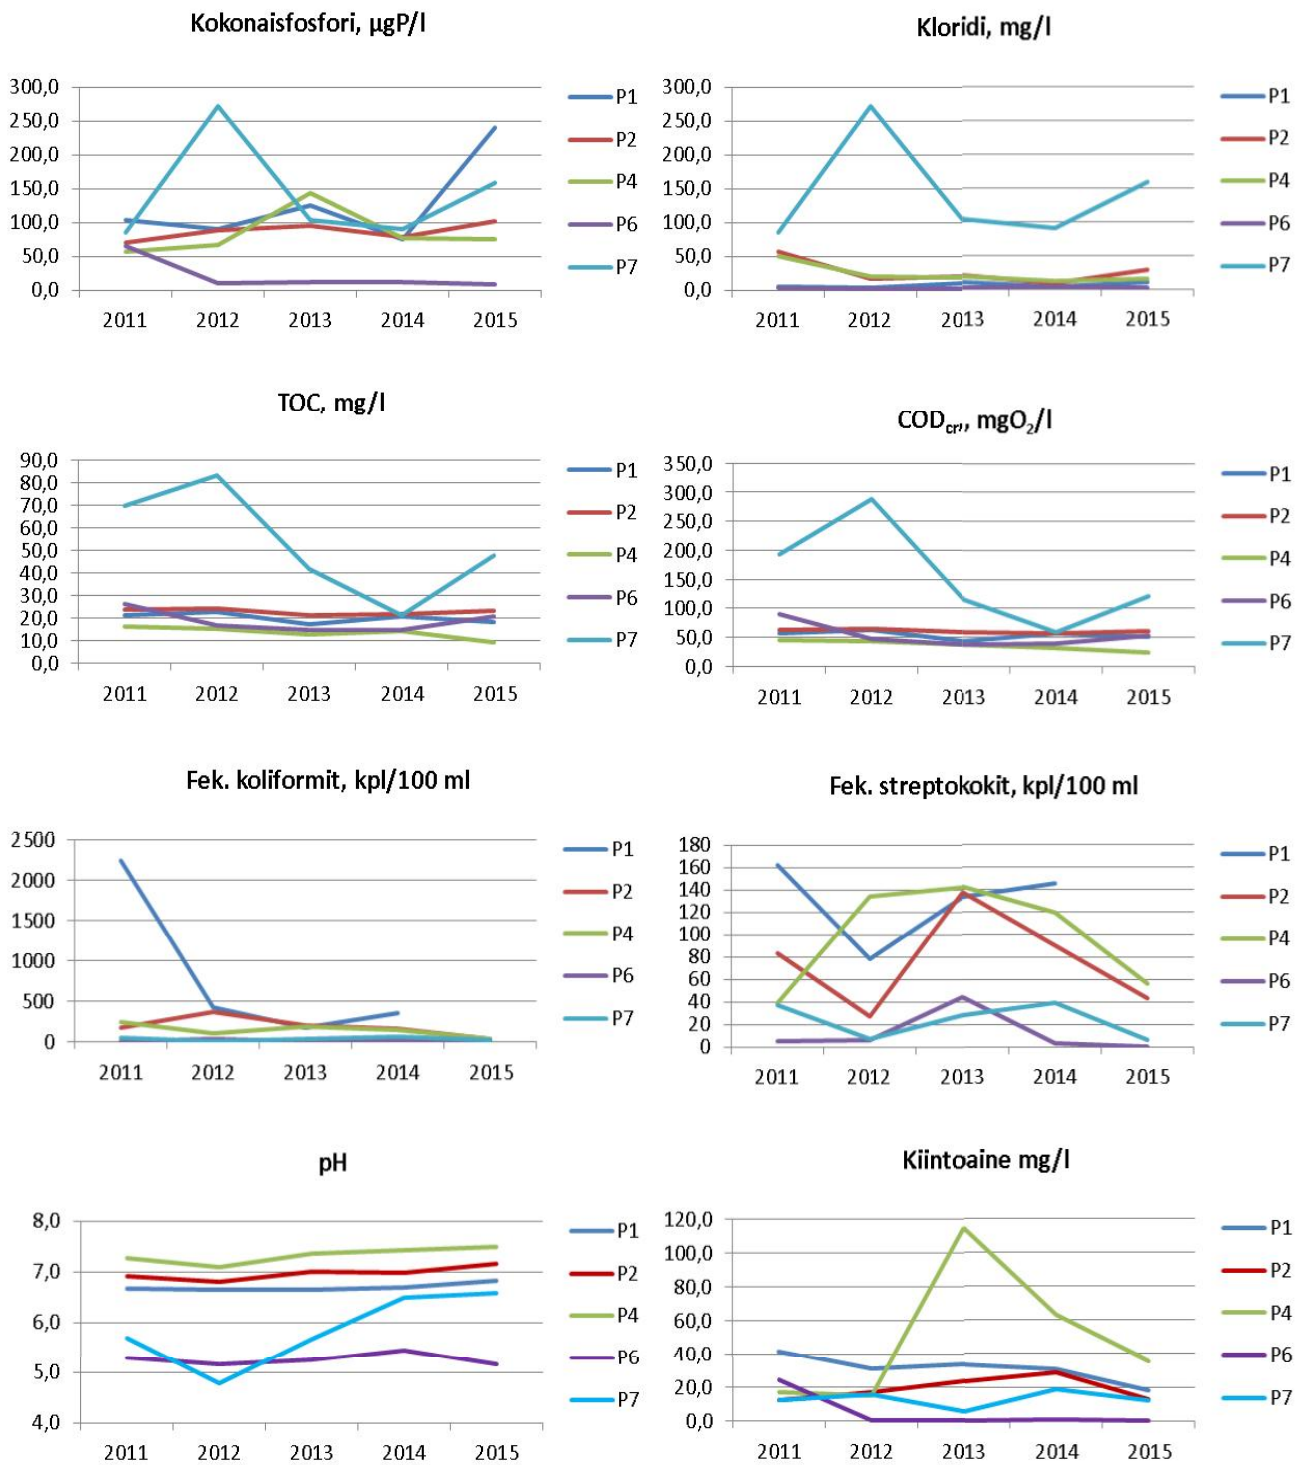 Kokonaisfosfori, µgP/l
300,0
250,0
200,0
150,0
100,0
50,0
0,0
2011 2012 2013 2014 2015
P1
P2
P4
P6
P7
Kloridi, mg/l
300,0
250,0
200,0
150,0
100,0
50,0
0,0
2011 2012 2013 2014 2015
P1
P2
P4
P6
P7
TOC, mg/l
90,0
80,0
70,0
60,0
50,0
40,0
30,0
20,0
10,0
0,0
2011 2012 2013 2014 2015
P1
P2
P4
P6
P7
COD<sub>cr</sub>,, mgO₂/l
350,0
300,0
250,0
200,0
150,0
100,0
50,0
0,0
2011 2012 2013 2014 2015
P1
P2
P4
P6
P7
Fek. koliformit, kpl/100 ml
2500
2000
1500
1000
500
0
2011 2012 2013 2014 2015
P1
P2
P4
P6
P7
Fek. streptokokit, kpl/100 ml
180
160
140
120
100
80
60
40
20
0
2011 2012 2013 2014 2015
P1
P2
P4
P6
P7
pH
8,0
7,0
6,0
5,0
4,0
2011 2012 2013 2014 2015
P1
P2
P4
P6
P7
Kiintoaine mg/l
120,0
100,0
80,0
60,0
40,0
20,0
0,0
2011 2012 2013 2014 2015
P1
P2
P4
P6
P7